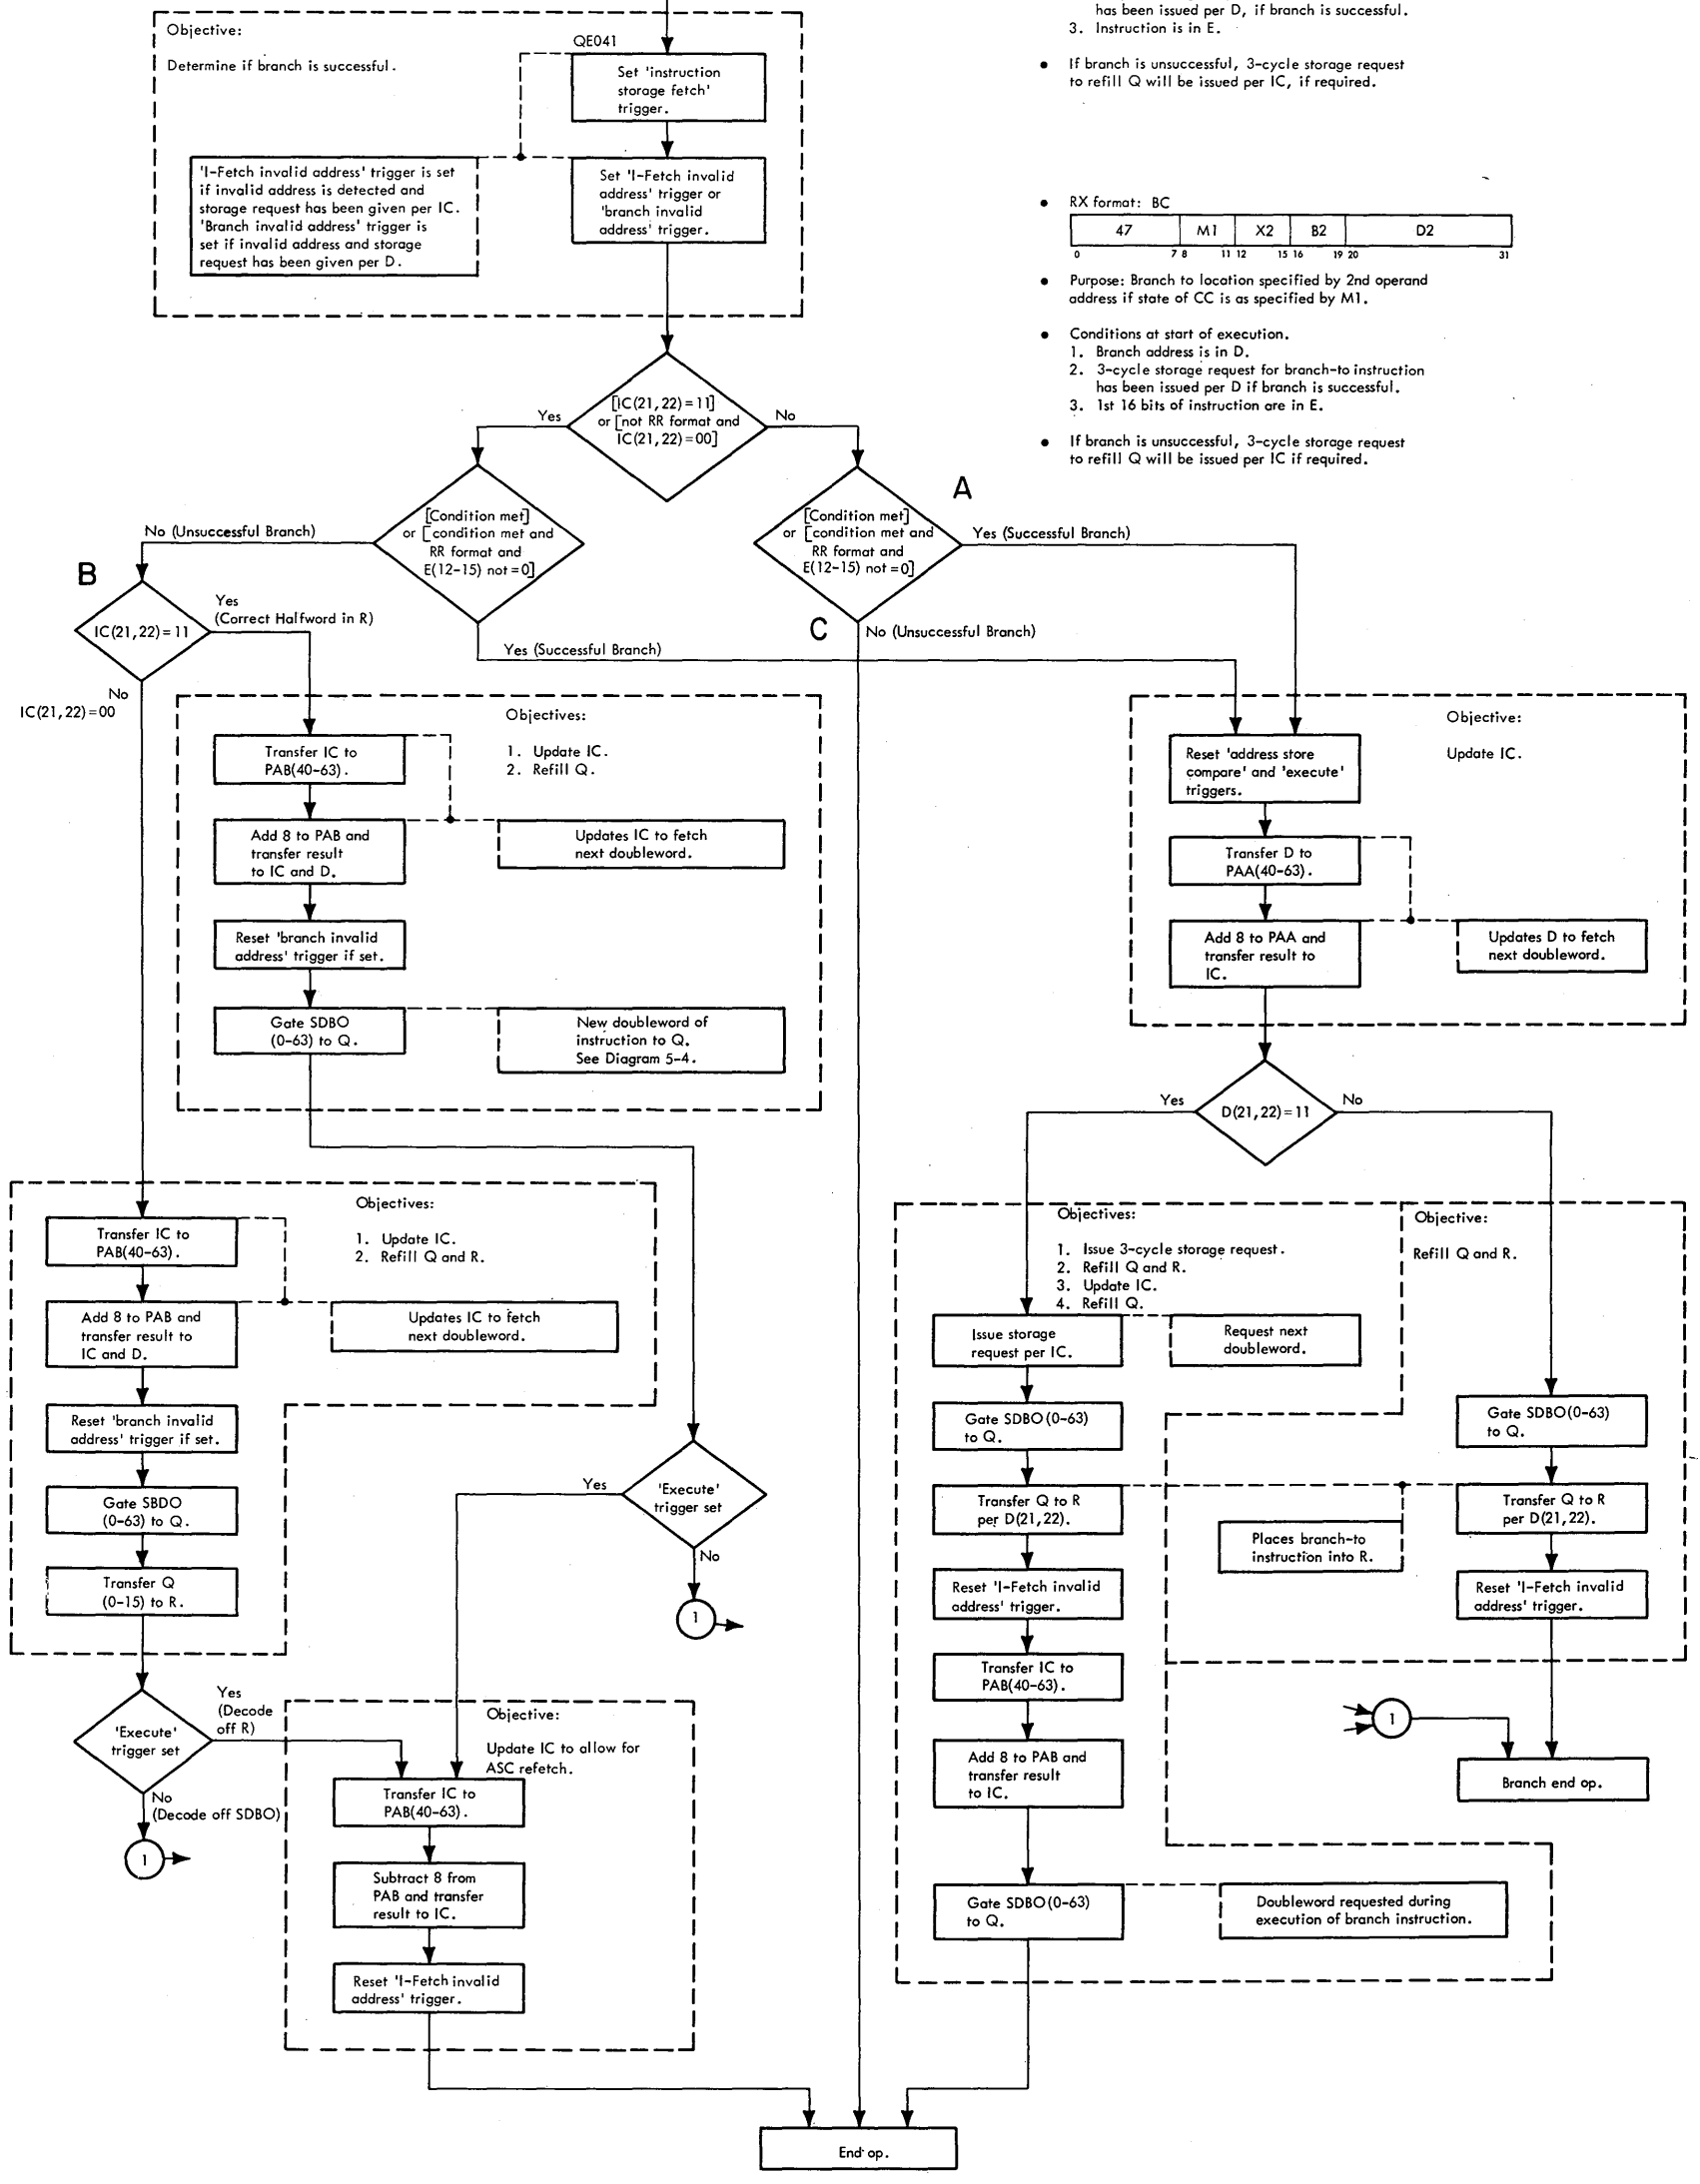 Objective:
Determine if branch is successful.
QE041
Set 'instruction
storage fetch'
trigger.
'I-Fetch invalid address' trigger is set
if invalid address is detected and
storage request has been given per IC.
'Branch invalid address' trigger is
set if invalid address and storage
request has been given per D.
Set 'I-Fetch invalid
address' trigger or
'branch invalid
address' trigger.
has been issued per D, if branch is successful.
3. Instruction is in E.
• If branch is unsuccessful, 3-cycle storage request
to refill Q will be issued per IC, if required.
• RX format: BC
47 M1 X2 B2 D2
0 7 8 11 12 15 16 19 20 31
• Purpose: Branch to location specified by 2nd operand
address if state of CC is as specified by M1.
• Conditions at start of execution.
1. Branch address is in D.
2. 3-cycle storage request for branch-to instruction
has been issued per D if branch is successful.
3. 1st 16 bits of instruction are in E.
• If branch is unsuccessful, 3-cycle storage request
to refill Q will be issued per IC if required.
Yes
[IC(21,22)=11]
or [not RR format and
IC(21,22)=00]
No
[Condition met]
or [condition met and
RR format and
E(12-15) not =0]
No (Unsuccessful Branch)
Yes (Successful Branch)
A
[Condition met]
or [condition met and
RR format and
E(12-15) not =0]
Yes (Successful Branch)
C
No (Unsuccessful Branch)
B
IC(21,22)=11
Yes
(Correct Halfword in R)
No
IC(21,22)=00
Objectives:
1. Update IC.
2. Refill Q.
Transfer IC to
PAB(40-63).
Add 8 to PAB and
transfer result
to IC and D.
Updates IC to fetch
next doubleword.
Reset 'branch invalid
address' trigger if set.
Gate SDBO
(0-63) to Q.
New doubleword of
instruction to Q.
See Diagram 5-4.
Objective:
Update IC.
Reset 'address store
compare' and 'execute'
triggers.
Transfer D to
PAA(40-63).
Add 8 to PAA and
transfer result to
IC.
Updates D to fetch
next doubleword.
Yes
D(21,22)=11
No
Objectives:
1. Update IC.
2. Refill Q and R.
Transfer IC to
PAB(40-63).
Add 8 to PAB and
transfer result to
IC and D.
Updates IC to fetch
next doubleword.
Reset 'branch invalid
address' trigger if set.
Gate SBDO
(0-63) to Q.
Transfer Q
(0-15) to R.
Yes
'Execute'
trigger set
No
1
'Execute'
trigger set
Yes
(Decode
off R)
No
(Decode off SDBO)
1
Objective:
Update IC to allow for
ASC refetch.
Transfer IC to
PAB(40-63).
Subtract 8 from
PAB and transfer
result to IC.
Reset 'I-Fetch invalid
address' trigger.
Objectives:
1. Issue 3-cycle storage request.
2. Refill Q and R.
3. Update IC.
4. Refill Q.
Issue storage
request per IC.
Request next
doubleword.
Gate SDBO(0-63)
to Q.
Transfer Q to R
per D(21,22).
Places branch-to
instruction into R.
Reset 'I-Fetch invalid
address' trigger.
Transfer IC to
PAB(40-63).
Add 8 to PAB and
transfer result
to IC.
Gate SDBO(0-63)
to Q.
Doubleword requested during
execution of branch instruction.
Objective:
Refill Q and R.
Gate SDBO(0-63)
to Q.
Transfer Q to R
per D(21,22).
Reset 'I-Fetch invalid
address' trigger.
1
Branch end op.
End op.